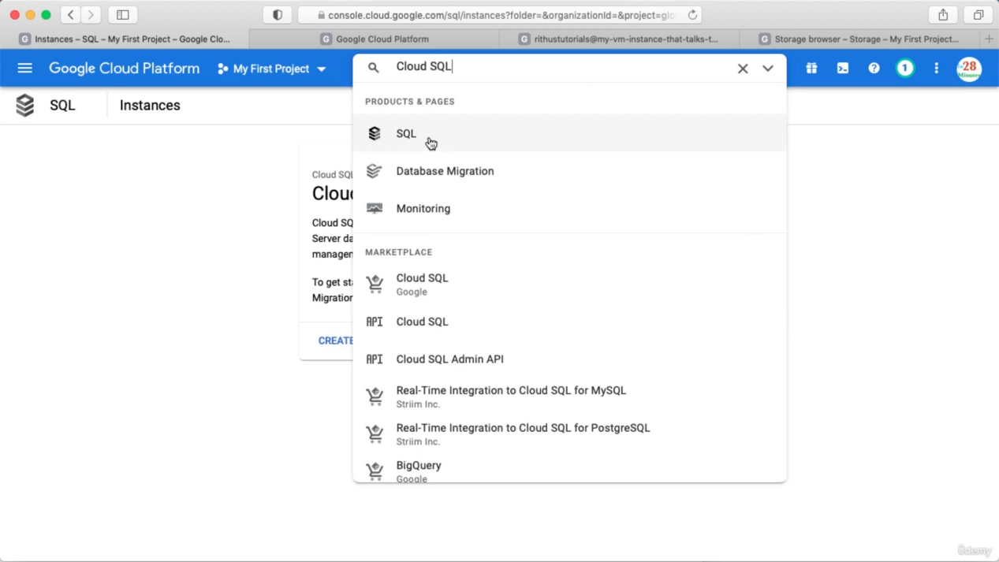 console.cloud.google.com/sql/instances?folder=&organizationId=&project=glo
Instances – SQL – My First Project – Google Clo...
Google Cloud Platform
rithustutorials@my-vm-instance-that-talks-t...
Storage browser – Storage – My First Project...
Google Cloud Platform
My First Project
Cloud SQL
1
28
Minutes
SQL
Instances
PRODUCTS & PAGES
SQL
Database Migration
Monitoring
MARKETPLACE
Cloud SQL
Google
API Cloud SQL
API Cloud SQL Admin API
Real-Time Integration to Cloud SQL for MySQL
Striim Inc.
Real-Time Integration to Cloud SQL for PostgreSQL
Striim Inc.
BigQuery
Google
Cloud SQL
Clou
Cloud SQ
Server da
managem
To get sta
Migration
CREATE
ûdemy